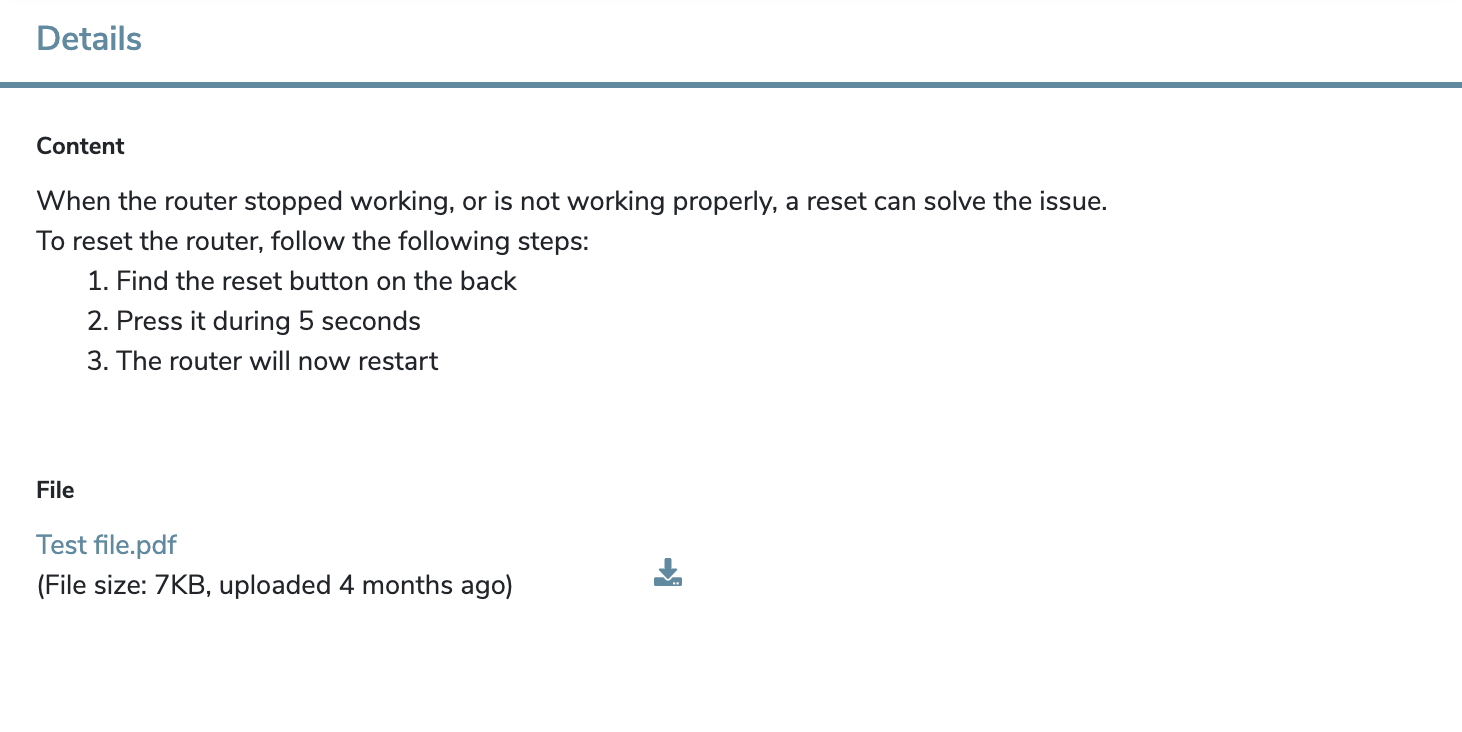 Details
Content
When the router stopped working, or is not working properly, a reset can solve the issue.
To reset the router, follow the following steps:
1. Find the reset button on the back
2. Press it during 5 seconds
3. The router will now restart
File
Test file.pdf
(File size: 7KB, uploaded 4 months ago)